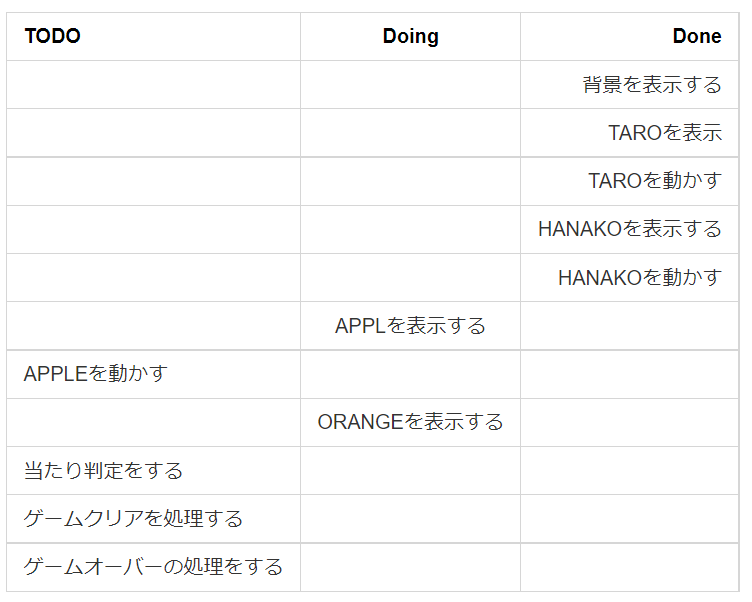 TODO Doing Done
背景を表示する
TAROを表示
TAROを動かす
HANAKOを表示する
HANAKOを動かす
APPLを表示する
APPLEを動かす
ORANGEを表示する
当たり判定をする
ゲームクリアを処理する
ゲームオーバーの処理をする